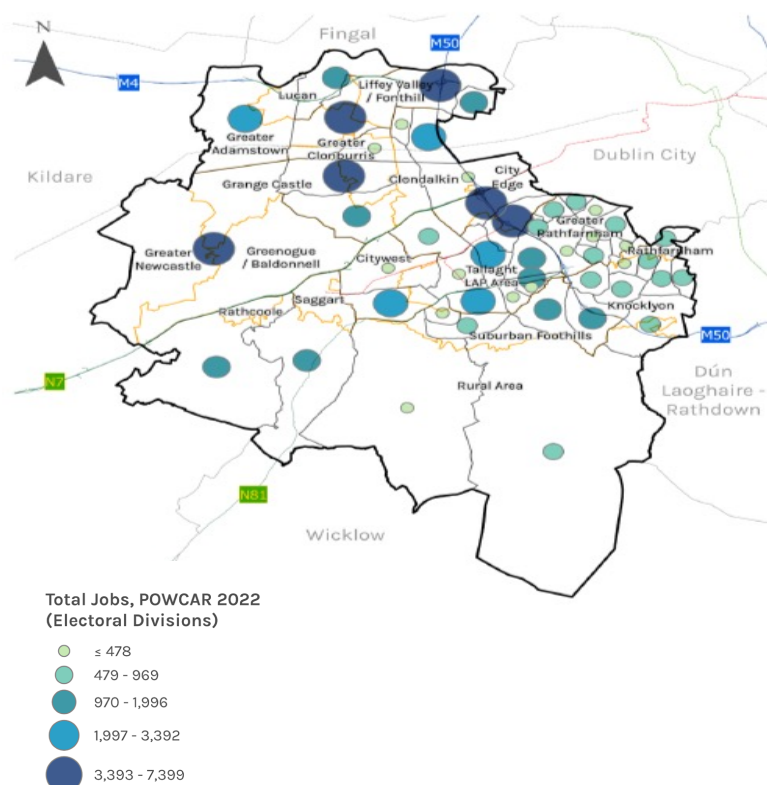 N
Fingal
M50
M4
Liffey Valley
/ Fonthill
Lucan
Greater
Adamstown
Greater
Clonburris
Dublin City
Kildare
Grange Castle
Clondalkin
City
Edge
Greater
Rathfarnham
Rathfarnham
Greater
Newcastle
Greenogue
/ Baldonnell
Citywest
Tallaght
LAP Area
Saggart
Rathcoole
Knocklyon
Suburban Foothills
M50
N7
Rural Area
Dún
Laoghaire -
Rathdown
N81
Wicklow
Total Jobs, POWCAR 2022
(Electoral Divisions)
≤ 478
479 - 969
970 - 1,996
1,997 - 3,392
3,393 - 7,399